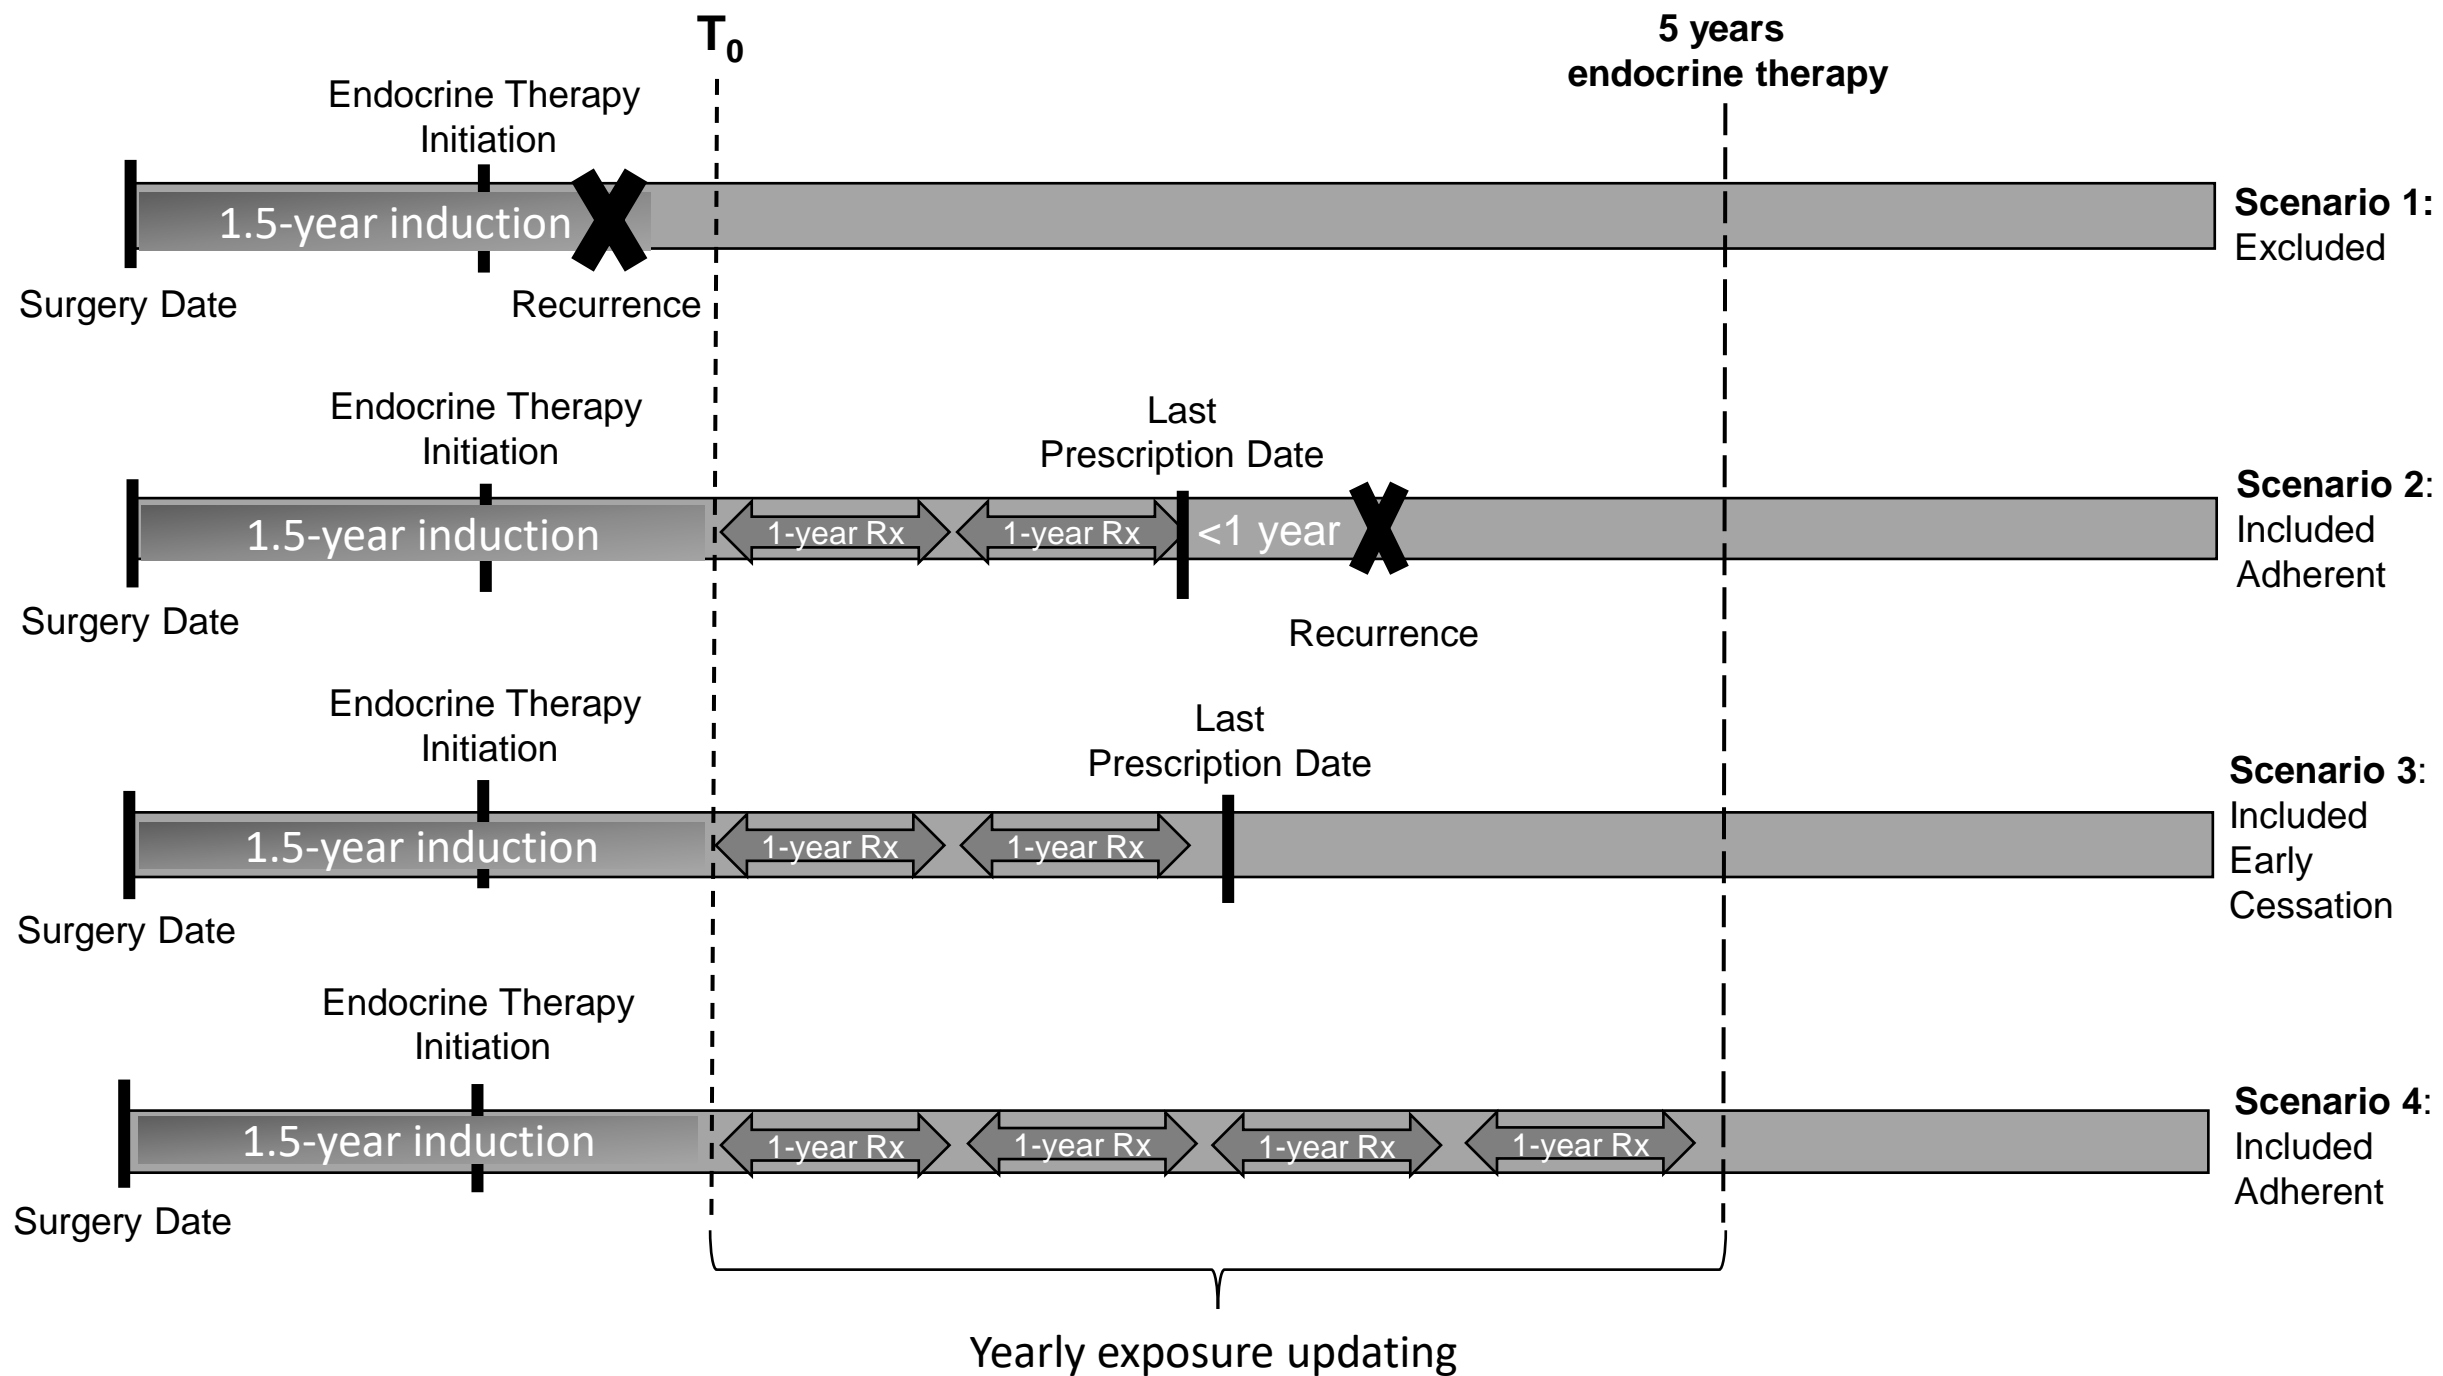 T0
5 years
endocrine therapy
Endocrine Therapy
Initiation
1.5-year induction
Surgery Date
Recurrence
Scenario 1:
Excluded
Endocrine Therapy
Initiation
Last
Prescription Date
1.5-year induction
1-year Rx
1-year Rx
<1 year
Surgery Date
Recurrence
Scenario 2:
Included
Adherent
Endocrine Therapy
Initiation
Last
Prescription Date
1.5-year induction
1-year Rx
1-year Rx
Surgery Date
Scenario 3:
Included
Early
Cessation
Endocrine Therapy
Initiation
1.5-year induction
1-year Rx
1-year Rx
1-year Rx
1-year Rx
Surgery Date
Scenario 4:
Included
Adherent
Yearly exposure updating